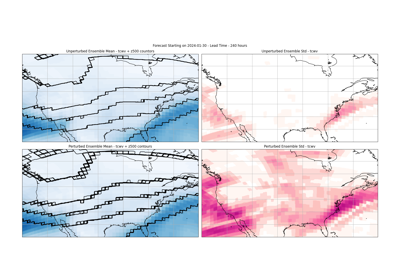 Forecast Starting on 2024-01-30 - Lead Time - 240 hours
Unperturbed Ensemble Mean - tcwv + z500 countors
Unperturbed Ensemble Std - tcwv
Perturbed Ensemble Mean - tcwv + z500 contours
Perturbed Ensemble Std - tcwv